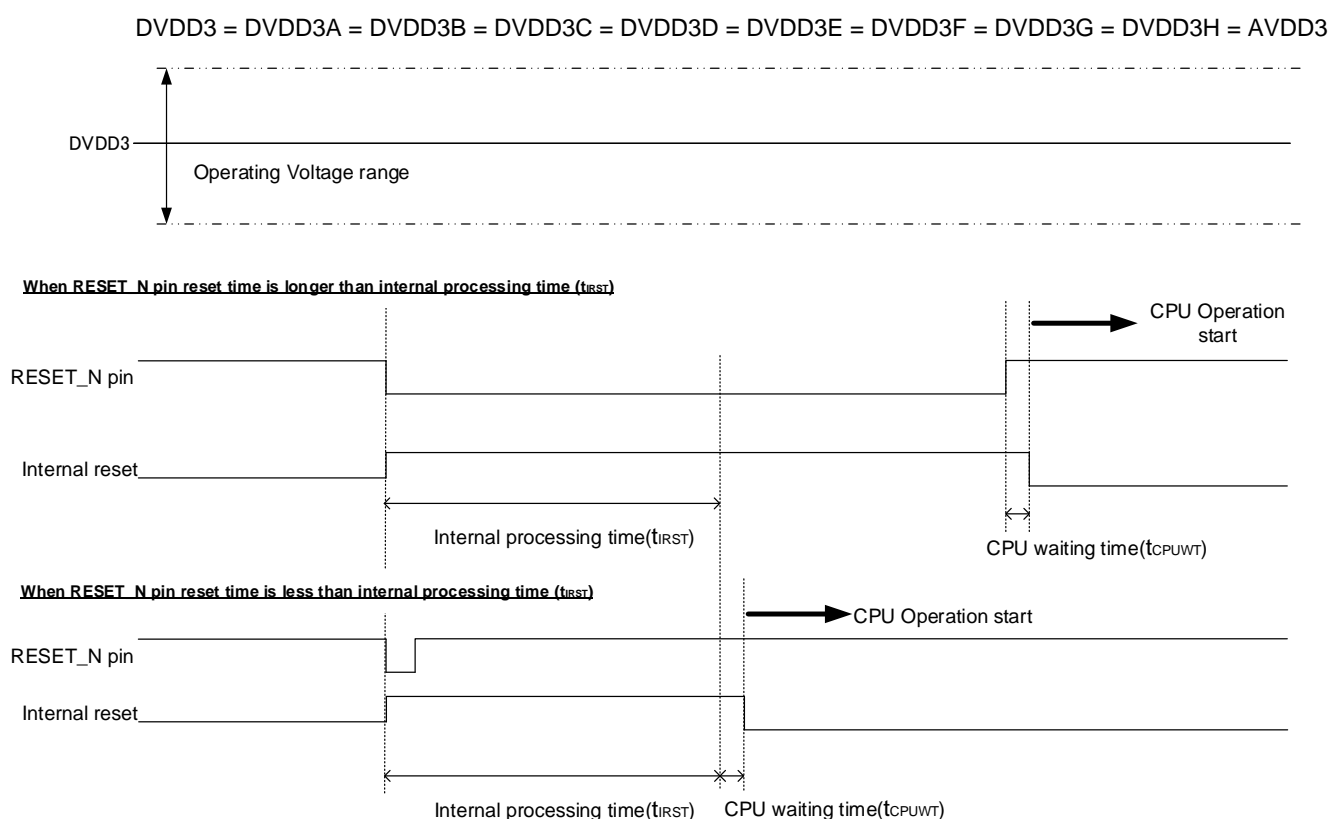 DVDD3 = DVDD3A = DVDD3B = DVDD3C = DVDD3D = DVDD3E = DVDD3F = DVDD3G = DVDD3H = AVDD3
DVDD3
Operating Voltage range
When RESET_N pin reset time is longer than internal processing time (tIRST)
CPU Operation
start
RESET_N pin
Internal reset
Internal processing time(tIRST)
CPU waiting time(tCPUWT)
When RESET_N pin reset time is less than internal processing time (tIRST)
CPU Operation start
RESET_N pin
Internal reset
Internal processing time(tIRST)
CPU waiting time(tCPUWT)